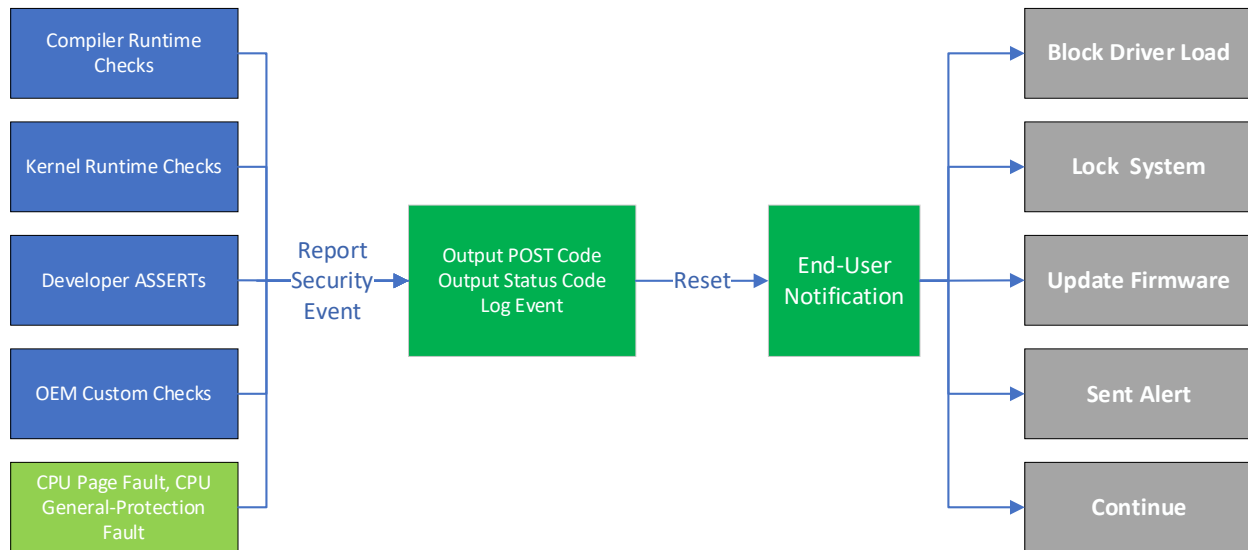 Compiler Runtime
Checks
Kernel Runtime Checks
Developer ASSERTs
OEM Custom Checks
CPU Page Fault, CPU
General-Protection
Fault
Report
Security
Event
Output POST Code
Output Status Code
Log Event
Reset
End-User
Notification
Block Driver Load
Lock System
Update Firmware
Sent Alert
Continue